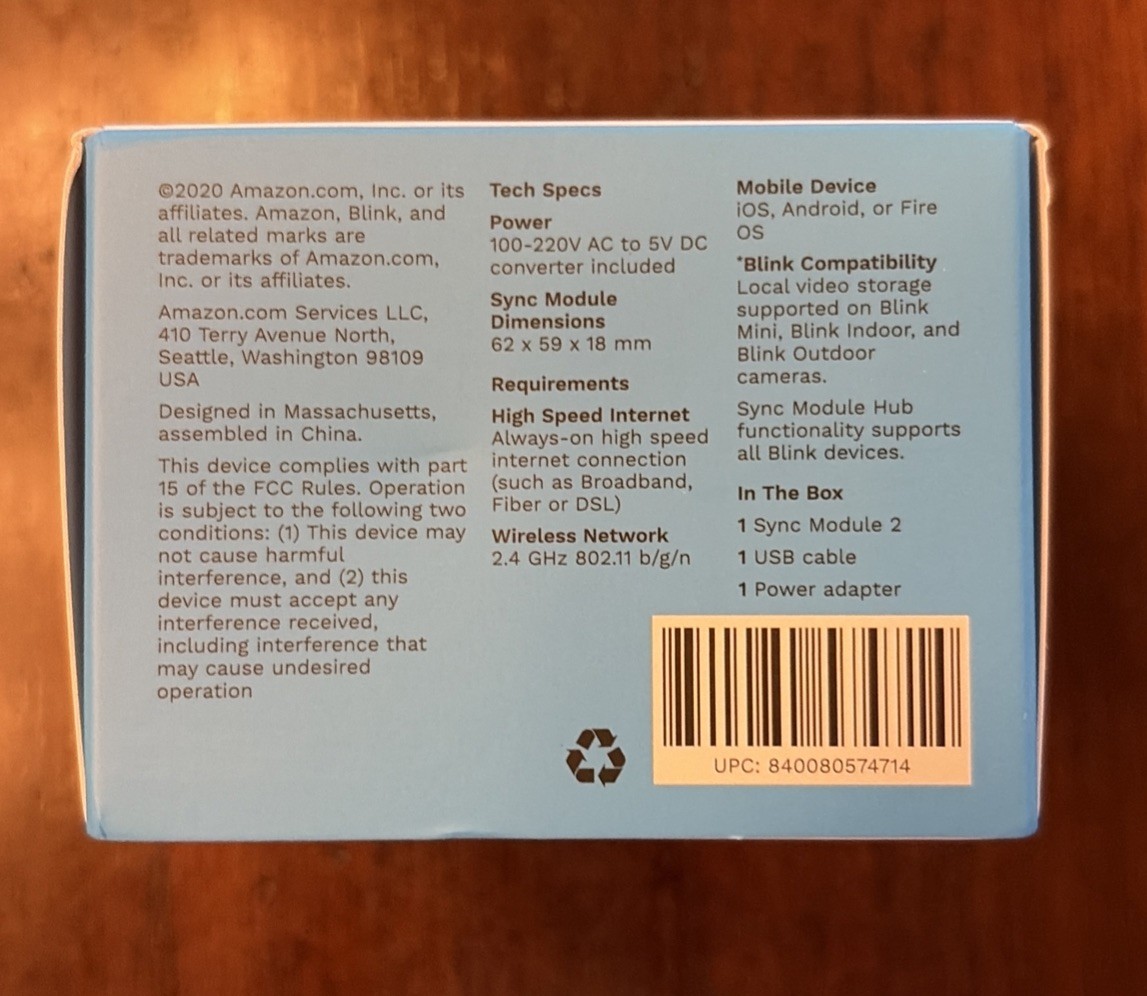 ©2020 Amazon.com, Inc. or its
affiliates. Amazon, Blink, and
all related marks are
trademarks of Amazon.com,
Inc. or its affiliates.
Amazon.com Services LLC,
410 Terry Avenue North,
Seattle, Washington 98109
USA
Designed in Massachusetts,
assembled in China.
This device complies with part
15 of the FCC Rules. Operation
is subject to the following two
conditions: (1) This device may
not cause harmful
interference, and (2) this
device must accept any
interference received,
including interference that
may cause undesired
operation
Tech Specs
Power
100-220V AC to 5V DC
converter included
Sync Module
Dimensions
62 x 59 x 18 mm
Requirements
High Speed Internet
Always-on high speed
internet connection
(such as Broadband,
Fiber or DSL)
Wireless Network
2.4 GHz 802.11 b/g/n
Mobile Device
iOS, Android, or Fire
OS
*Blink Compatibility
Local video storage
supported on Blink
Mini, Blink Indoor, and
Blink Outdoor
cameras.
Sync Module Hub
functionality supports
all Blink devices.
In The Box
1 Sync Module 2
1 USB cable
1 Power adapter
UPC: 840080574714